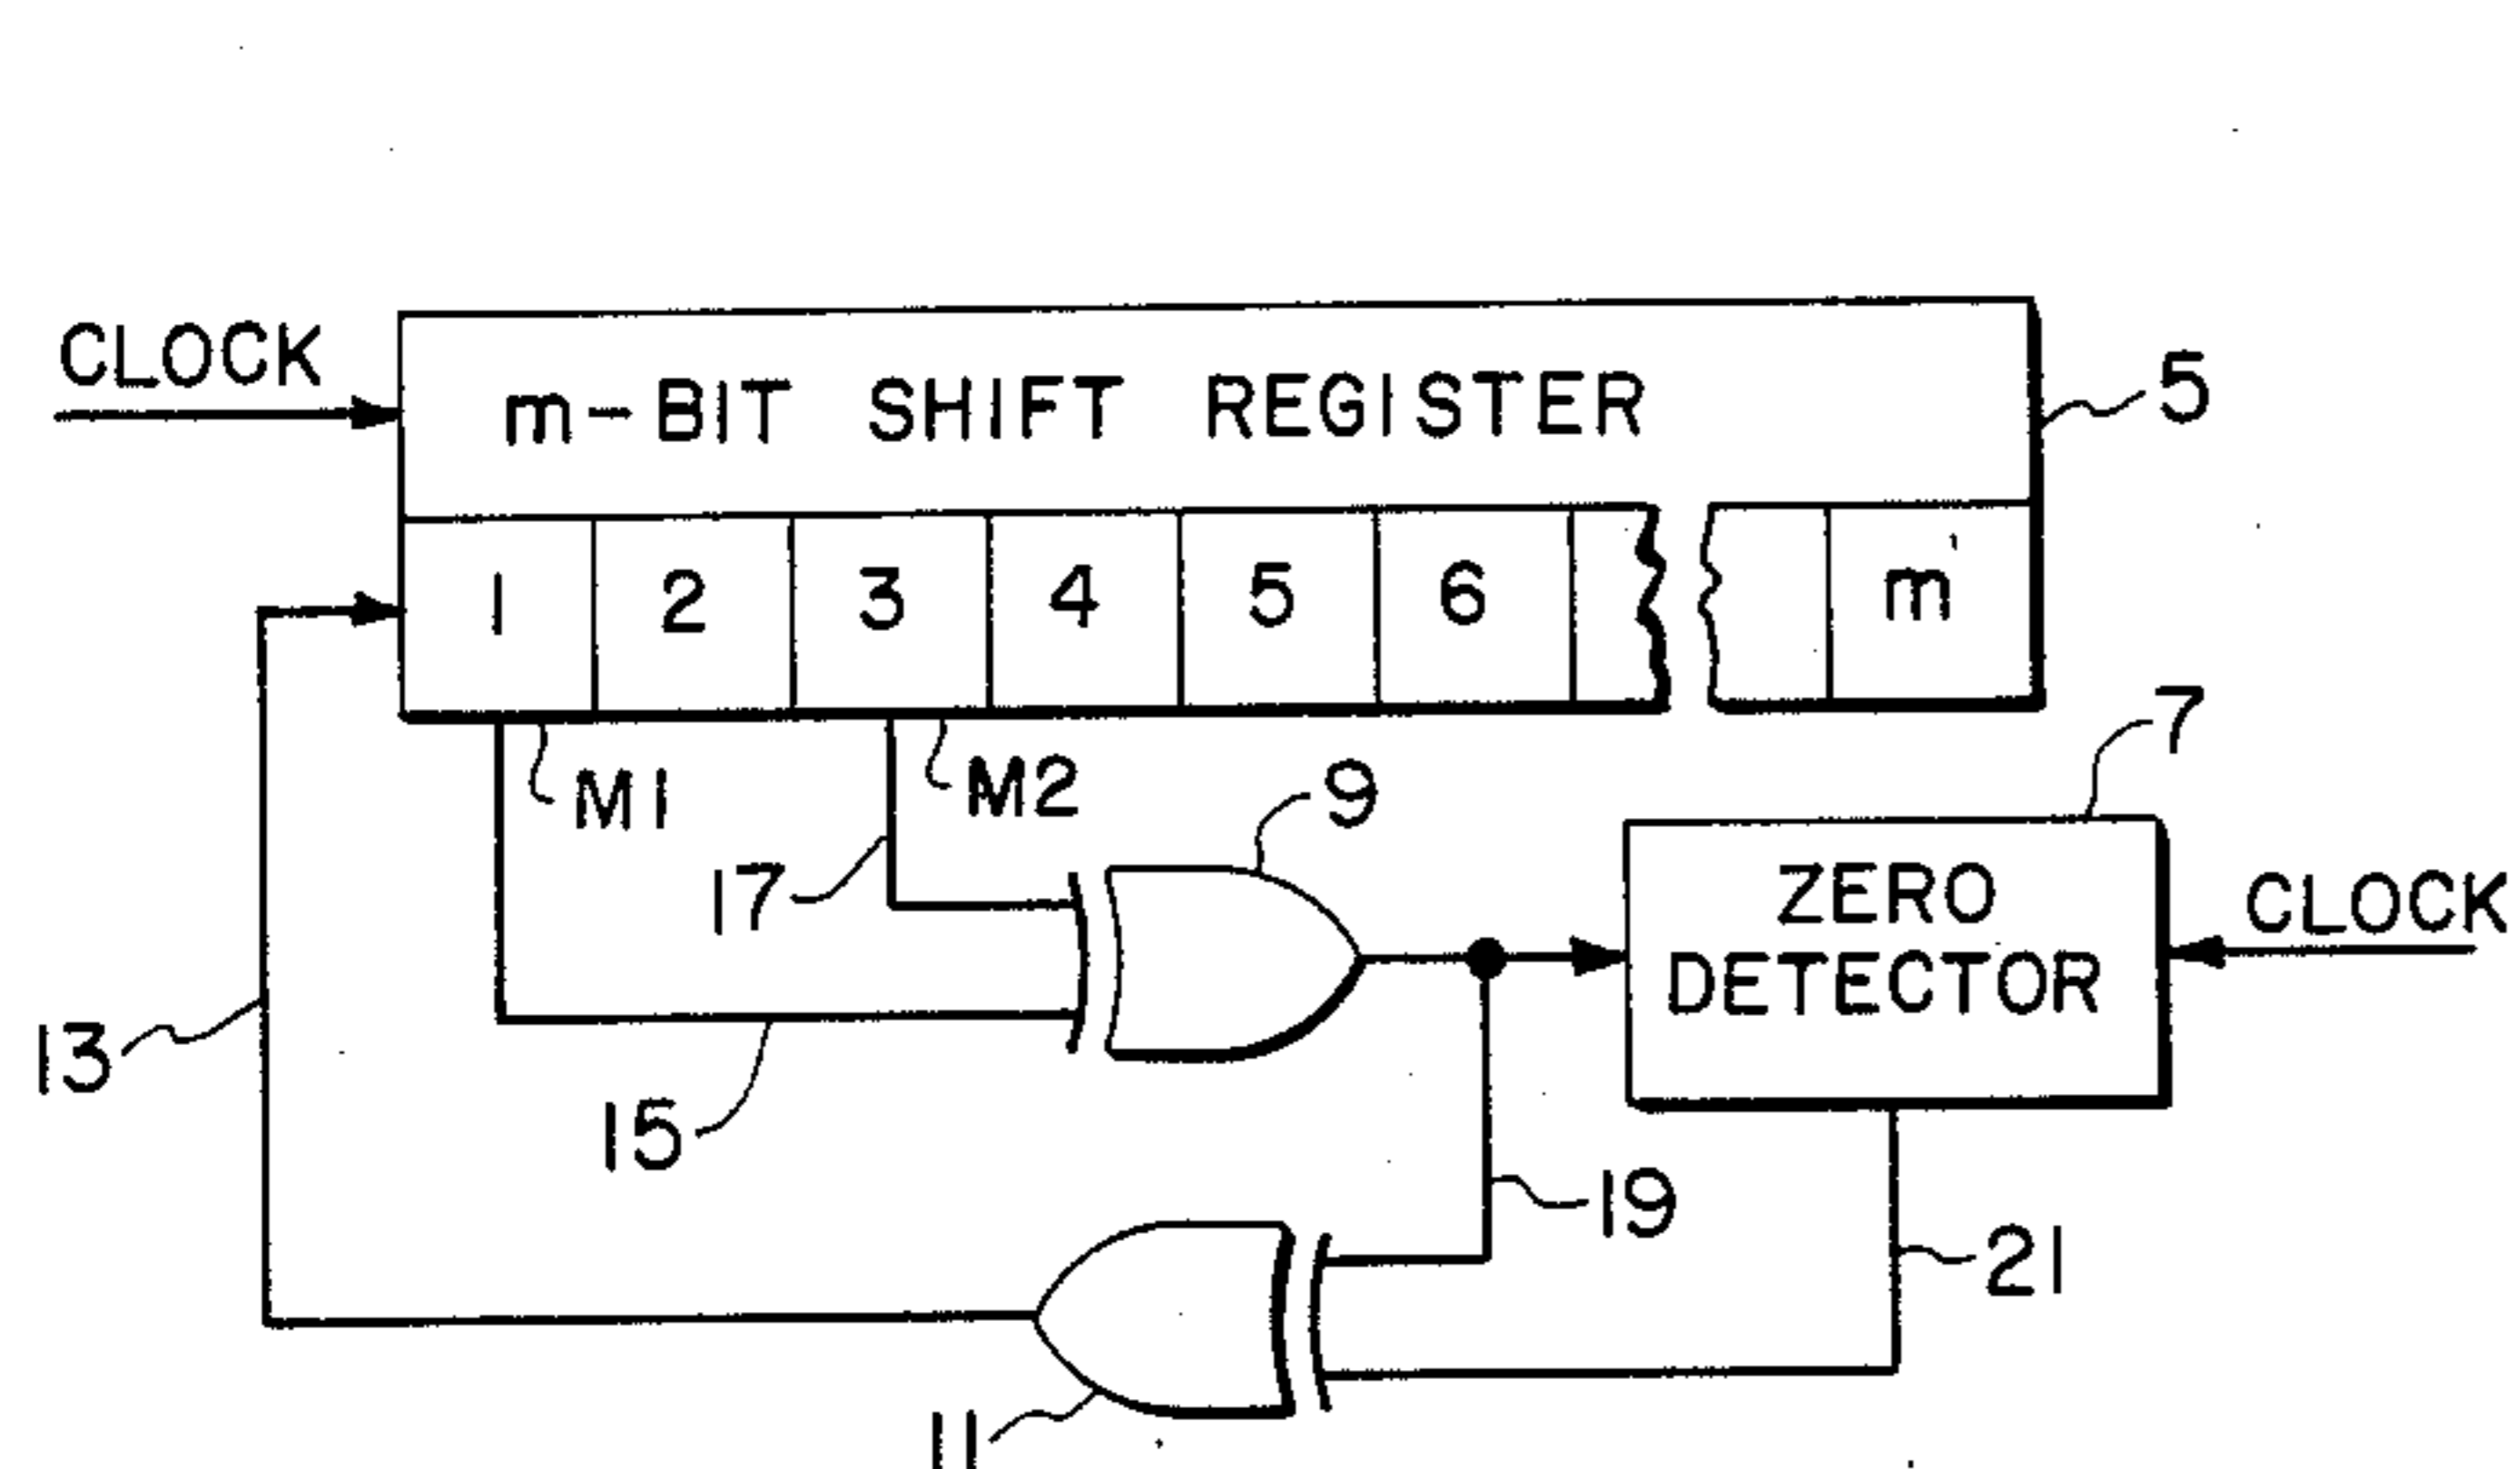 CLOCK
m-BIT SHIFT REGISTER
5
1 2 3 4 5 6 m
M1
M2
9
7
17
ZERO
DETECTOR
CLOCK
13
15
19
21
11